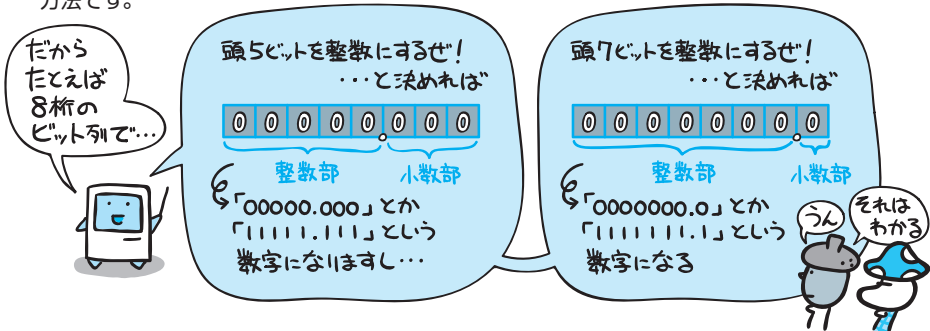 方法です。
だから
たとえば
8桁の
ビット列で…
頭5ビットを整数にするぜ!
…と決めれば
0 0 0 0 0 . 0 0 0
整数部 小数部
「00000.000」とか
「11111.111」という
数字になりますし…
頭7ビットを整数にするぜ!
…と決めれば
0 0 0 0 0 0 0 . 0
整数部 小数部
「0000000.0」とか
「1111111.1」という
数字になる
うん
それは
わかる